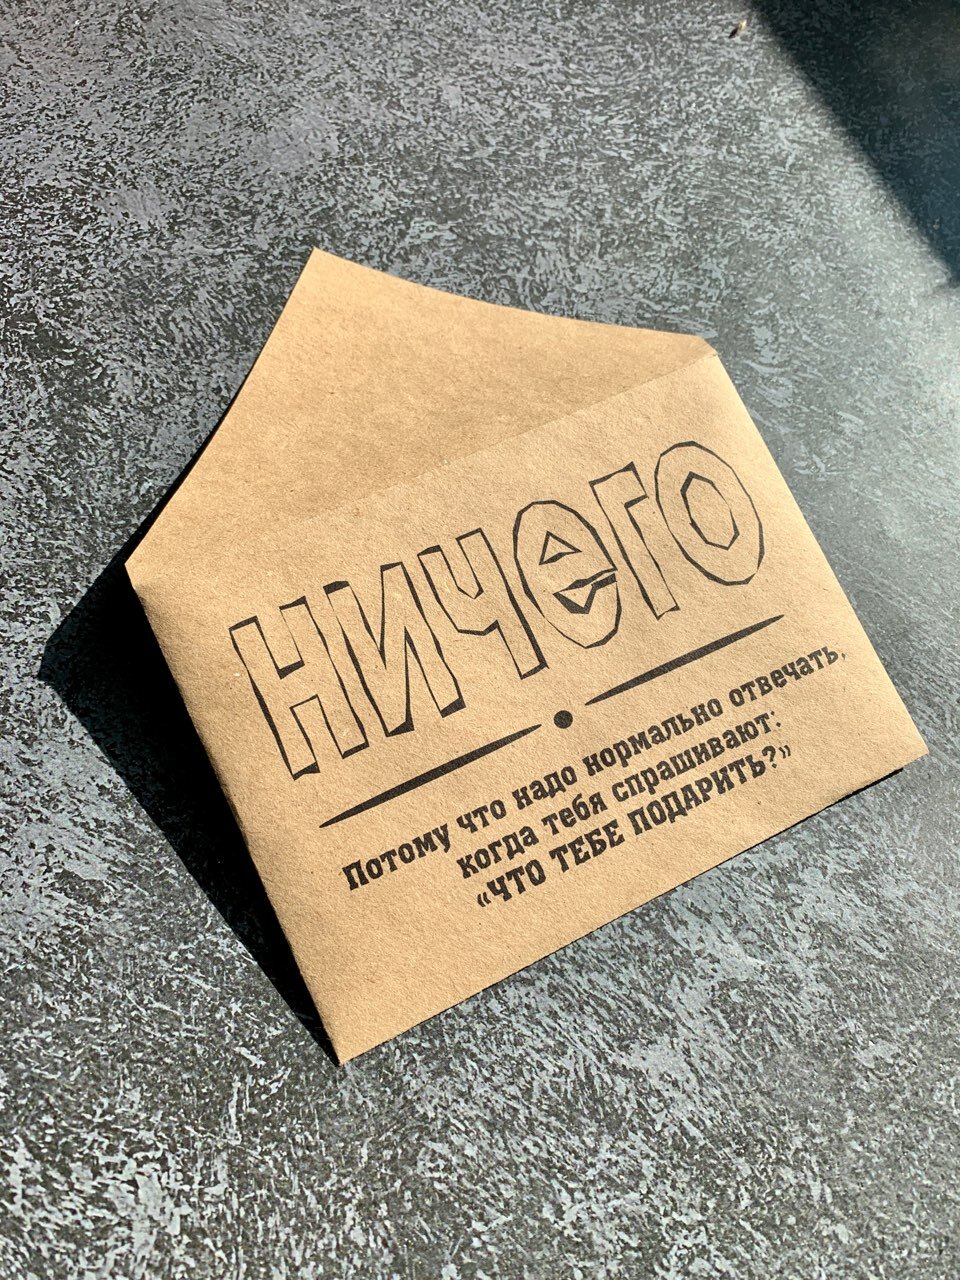 ничего
Потому что надо нормально отвечать,
когда тебя спрашивают:
«ЧТО ТЕБЕ ПОДАРИТЬ?»